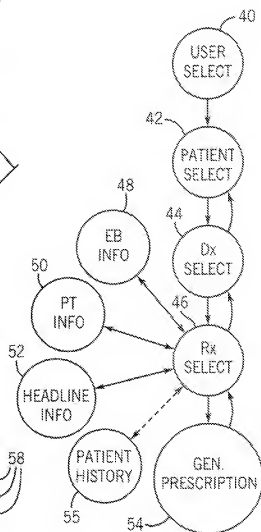 40
USER
SELECT
42
PATIENT
SELECT
48
44
EB
INFO
Dx
SELECT
50
46
PT
INFO
Rx
SELECT
52
HEADLINE
INFO
58
PATIENT
HISTORY
GEN.
PRESCRIPTION
55
54